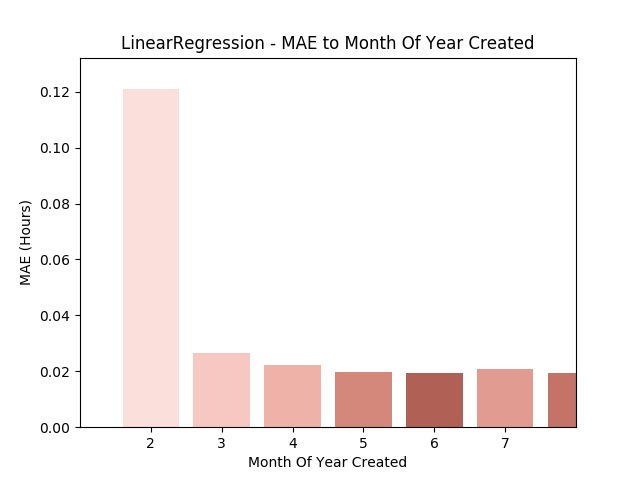 LinearRegression - MAE to Month Of Year Created
0.12
0.10
0.08
0.06
0.04
0.02
0.00
MAE (Hours)
2 3 4 5 6 7
Month Of Year Created